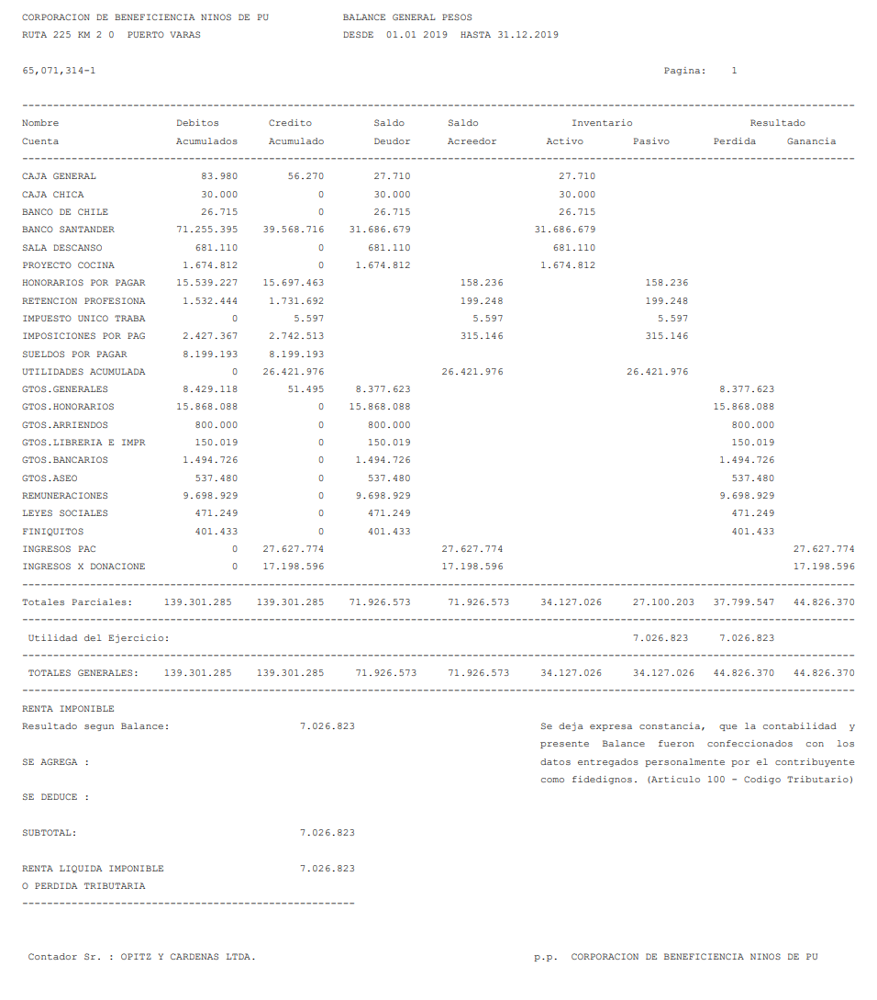 CORPORACION DE BENEFICIENCIA NINOS DE PU BALANCE GENERAL PESOS
RUTA 225 KM 2 0 PUERTO VARAS DESDE 01.01 2019 HASTA 31.12.2019
65,071,314-1 Pagina: 1
Nombre Debitos Credito Saldo Saldo Inventario Resultado
Cuenta Acumulados Acumulado Deudor Acreedor Activo Pasivo Perdida Ganancia
CAJA GENERAL 83.980 56.270 27.710 27.710
CAJA CHICA 30.000 0 30.000 30.000
BANCO DE CHILE 26.715 0 26.715 26.715
BANCO SANTANDER 71.255.395 39.568.716 31.686.679 31.686.679
SALA DESCANSO 681.110 0 681.110 681.110
PROYECTO COCINA 1.674.812 0 1.674.812 1.674.812
HONORARIOS POR PAGAR 15.539.227 15.697.463 158.236 158.236
RETENCION PROFESIONA 1.532.444 1.731.692 199.248 199.248
IMPUESTO UNICO TRABA 0 5.597 5.597 5.597
IMPOSICIONES POR PAG 2.427.367 2.742.513 315.146 315.146
SUELDOS POR PAGAR 8.199.193 8.199.193
UTILIDADES ACUMULADA 0 26.421.976 26.421.976 26.421.976
GTOS.GENERALES 8.429.118 51.495 8.377.623 8.377.623
GTOS.HONORARIOS 15.868.088 0 15.868.088 15.868.088
GTOS.ARRIENDOS 800.000 0 800.000 800.000
GTOS.LIBRERIA E IMPR 150.019 0 150.019 150.019
GTOS.BANCARIOS 1.494.726 0 1.494.726 1.494.726
GTOS.ASEO 537.480 0 537.480 537.480
REMUNERACIONES 9.698.929 0 9.698.929 9.698.929
LEYES SOCIALES 471.249 0 471.249 471.249
FINIQUITOS 401.433 0 401.433 401.433
INGRESOS PAC 0 27.627.774 27.627.774 27.627.774
INGRESOS X DONACIONE 0 17.198.596 17.198.596 17.198.596
Totales Parciales: 139.301.285 139.301.285 71.926.573 71.926.573 34.127.026 27.100.203 37.799.547 44.826.370
Utilidad del Ejercicio: 7.026.823 7.026.823
TOTALES GENERALES: 139.301.285 139.301.285 71.926.573 71.926.573 34.127.026 34.127.026 44.826.370 44.826.370
RENTA IMPONIBLE
Resultado segun Balance: 7.026.823 Se deja expresa constancia, que la contabilidad y
presente Balance fueron confeccionados con los
SE AGREGA : datos entregados personalmente por el contribuyente
como fidedignos. (Articulo 100 - Codigo Tributario)
SE DEDUCE :
SUBTOTAL: 7.026.823
RENTA LIQUIDA IMPONIBLE 7.026.823
O PERDIDA TRIBUTARIA
Contador Sr. : OPITZ Y CARDENAS LTDA. p.p. CORPORACION DE BENEFICIENCIA NINOS DE PU